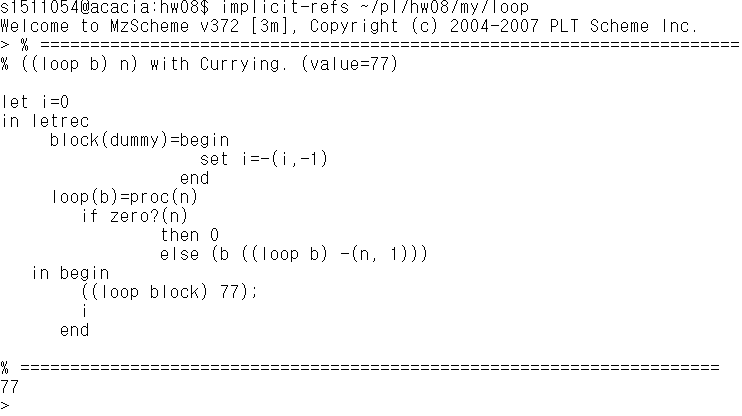 s1511054@acacia:hw08$ implicit-refs ~/pl/hw08/my/loop
Welcome to MzScheme v372 [3m], Copyright (c) 2004-2007 PLT Scheme Inc.
> % ======================================================================
% ((loop b) n) with Currying. (value=77)

let i=0
in letrec
     block(dummy)=begin
                    set i=-(i,-1)
                  end
     loop(b)=proc(n)
        if zero?(n)
                then 0
                else (b ((loop b) -(n, 1)))
   in begin
        ((loop block) 77);
        i
      end

% ======================================================================
77
>